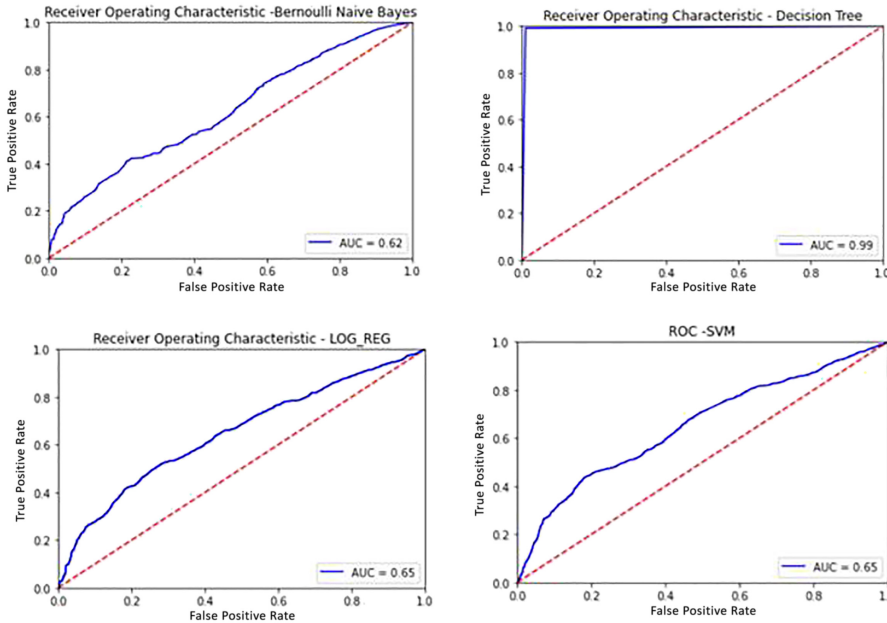 Receiver Operating Characteristic -Bernoulli Naive Bayes
True Positive Rate
1.0
0.8
0.6
0.4
0.2
0.0
AUC = 0.62
0.0 0.2 0.4 0.6 0.8 1.0
False Positive Rate
Receiver Operating Characteristic - Decision Tree
True Positive Rate
1.0
0.8
0.6
0.4
0.2
0.0
AUC = 0.99
0.0 0.2 0.4 0.6 0.8 1.0
False Positive Rate
Receiver Operating Characteristic - LOG_REG
True Positive Rate
1.0
0.8
0.6
0.4
0.2
0.0
AUC = 0.65
0.0 0.2 0.4 0.6 0.8 1.0
False Positive Rate
ROC -SVM
True Positive Rate
1.0
0.8
0.6
0.4
0.2
0.0
AUC = 0.65
0.0 0.2 0.4 0.6 0.8 1.0
False Positive Rate